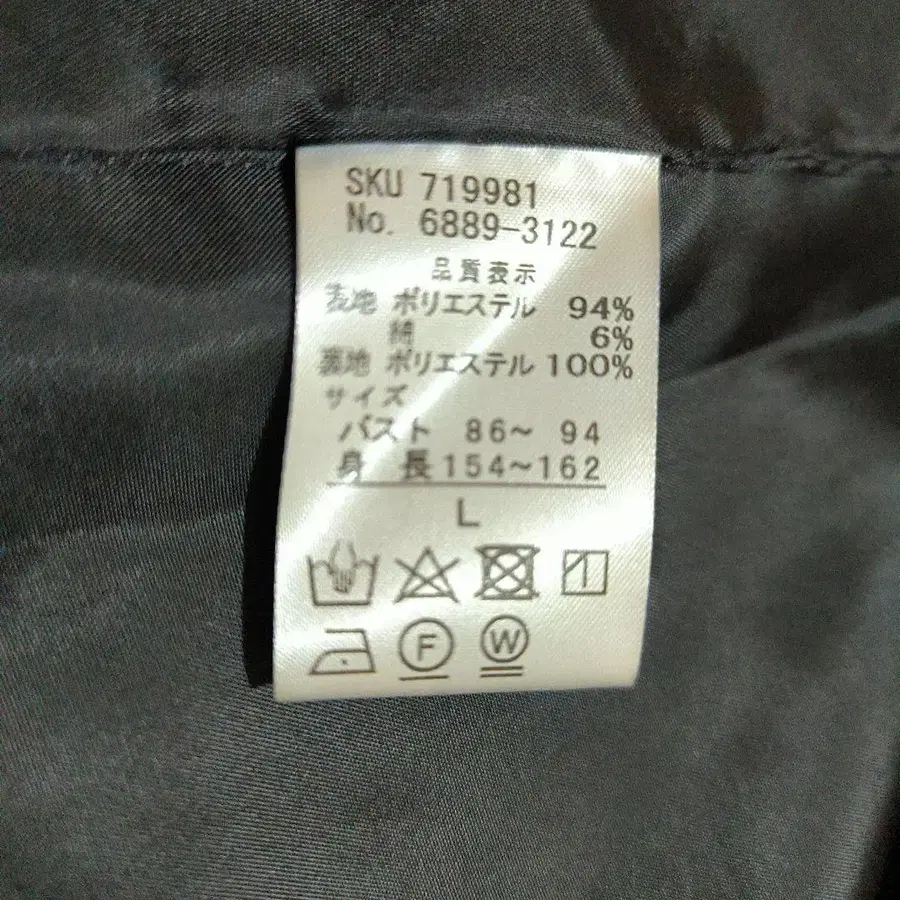 SKU 719981
No. 6889-3122
品質表示
表地 ポリエステル 94%
綿 6%
裏地 ポリエステル 100%
サイズ
バスト 86～ 94
身 長 154～162
L
F W